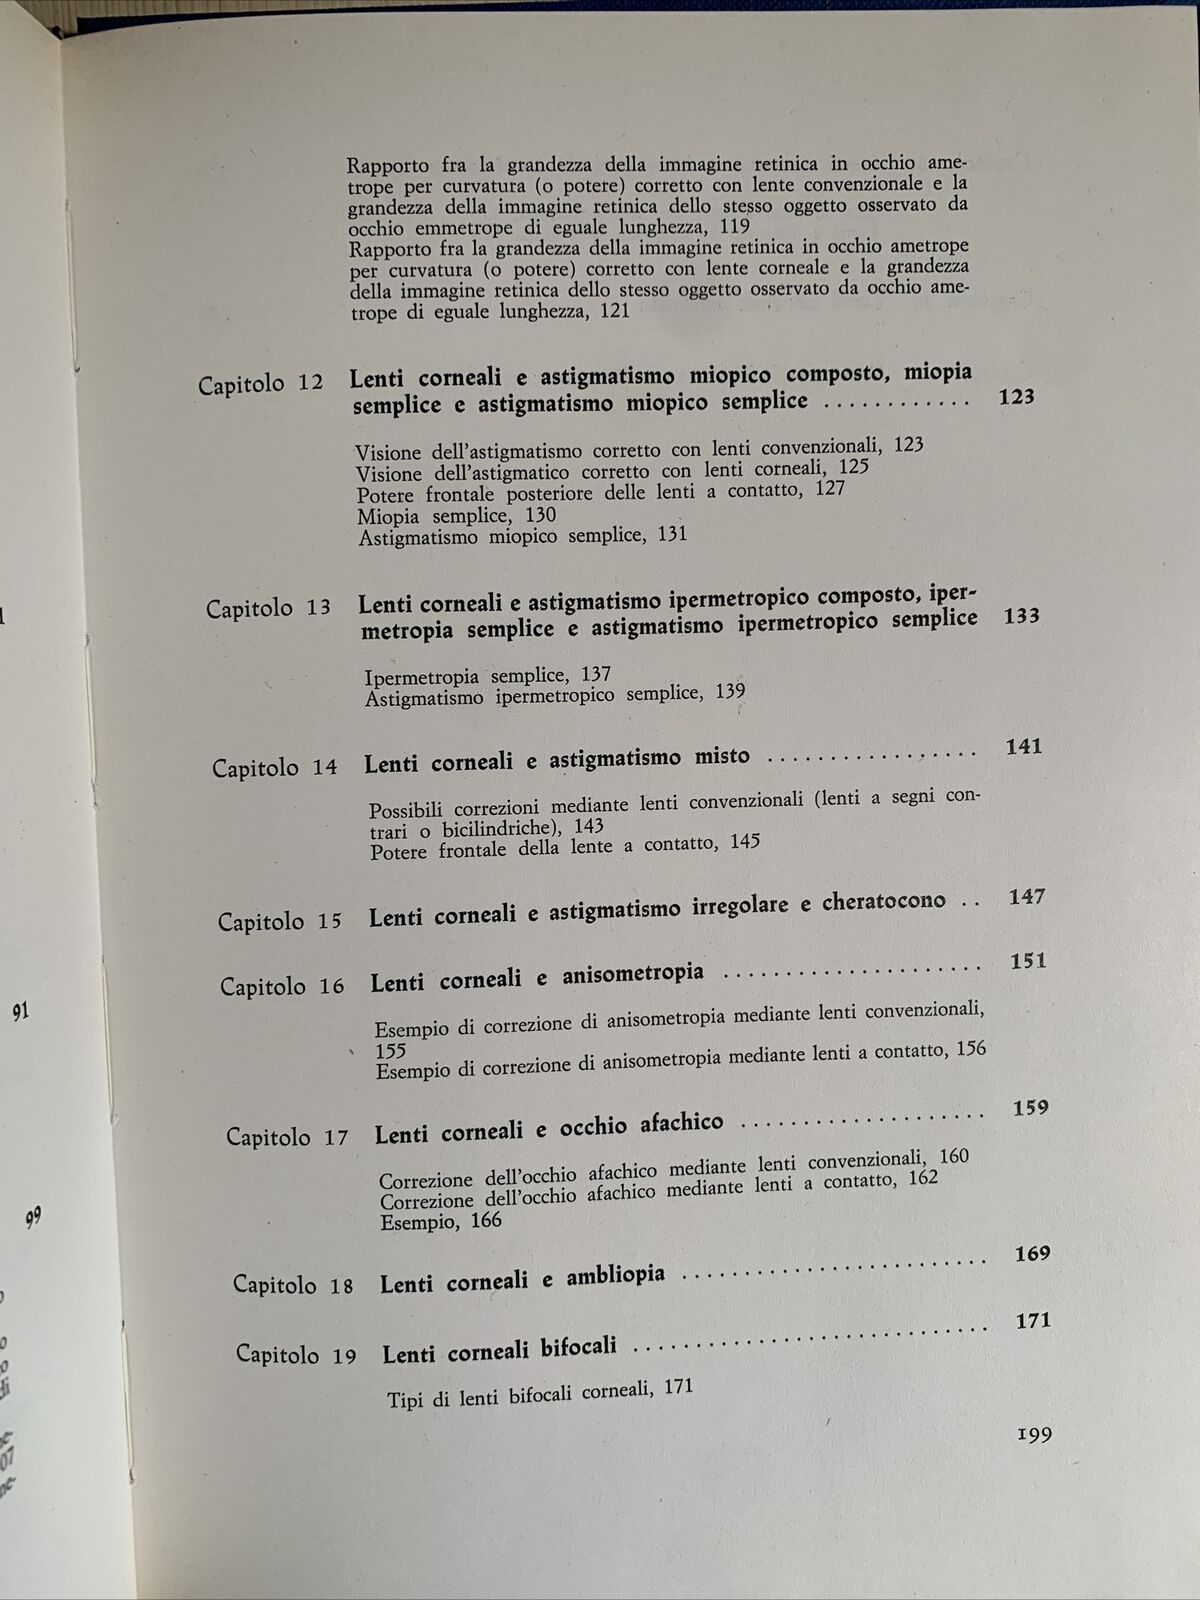 Rapporto fra la grandezza della immagine retinica in occhio ame-
trope per curvatura (o potere) corretto con lente convenzionale e la
grandezza della immagine retinica dello stesso oggetto osservato da
occhio emmetrope di eguale lunghezza, 119
Rapporto fra la grandezza della immagine retinica in occhio ametrope
per curvatura (o potere) corretto con lente corneale e la grandezza
della immagine retinica dello stesso oggetto osservato da occhio ame-
trope di eguale lunghezza, 121
Capitolo 12 Lenti corneali e astigmatismo miopico composto, miopia
semplice e astigmatismo miopico semplice ............ 123
Visione dell'astigmatismo corretto con lenti convenzionali, 123
Visione dell'astigmatico corretto con lenti corneali, 125
Potere frontale posteriore delle lenti a contatto, 127
Miopia semplice, 130
Astigmatismo miopico semplice, 131
Capitolo 13 Lenti corneali e astigmatismo ipermetropico composto, iper-
metropia semplice e astigmatismo ipermetropico semplice 133
Ipermetropia semplice, 137
Astigmatismo ipermetropico semplice, 139
Capitolo 14 Lenti corneali e astigmatismo misto ................. 141
Possibili correzioni mediante lenti convenzionali (lenti a segni con-
trari o bicilindriche), 143
Potere frontale della lente a contatto, 145
Capitolo 15 Lenti corneali e astigmatismo irregolare e cheratocono .. 147
Capitolo 16 Lenti corneali e anisometropia ..................... 151
Esempio di correzione di anisometropia mediante lenti convenzionali,
155
Esempio di correzione di anisometropia mediante lenti a contatto, 156
Capitolo 17 Lenti corneali e occhio afachico .................... 159
Correzione dell'occhio afachico mediante lenti convenzionali, 160
Correzione dell'occhio afachico mediante lenti a contatto, 162
Esempio, 166
Capitolo 18 Lenti corneali e ambliopia ......................... 169
Capitolo 19 Lenti corneali bifocali ............................. 171
Tipi di lenti bifocali corneali, 171
199
91
99